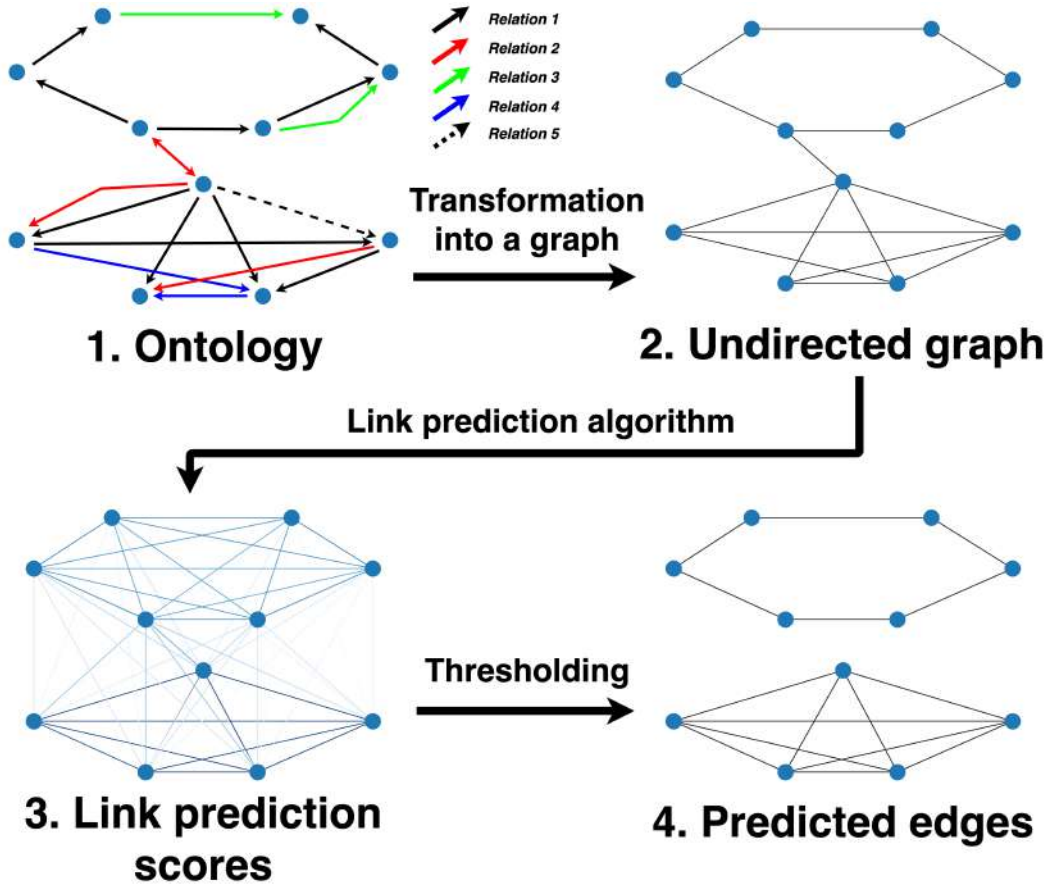 Relation 1
Relation 2
Relation 3
Relation 4
Relation 5
Transformation
into a graph
1. Ontology
2. Undirected graph
Link prediction algorithm
Thresholding
3. Link prediction
scores
4. Predicted edges